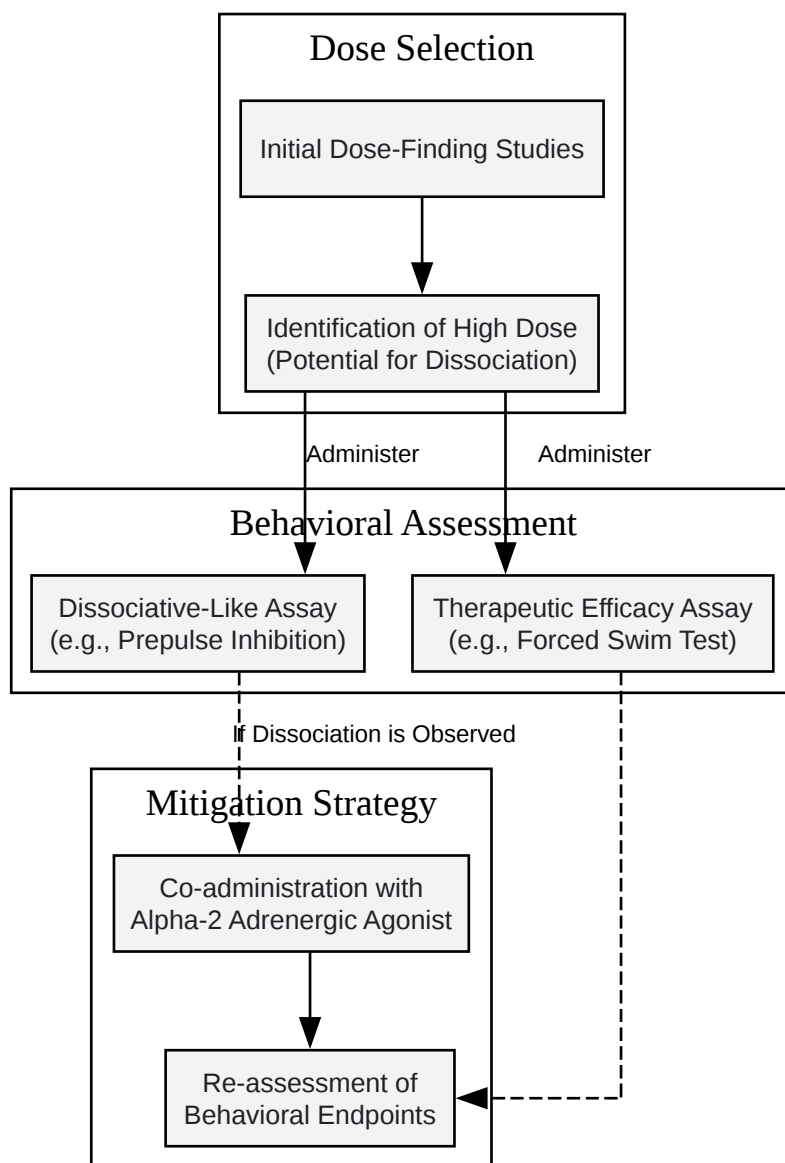 Dose Selection
Initial Dose-Finding Studies
Identification of High Dose
(Potential for Dissociation)
Administer
Administer
Behavioral Assessment
Dissociative-Like Assay
(e.g., Prepulse Inhibition)
Therapeutic Efficacy Assay
(e.g., Forced Swim Test)
If Dissociation is Observed
Mitigation Strategy
Co-administration with
Alpha-2 Adrenergic Agonist
Re-assessment of
Behavioral Endpoints